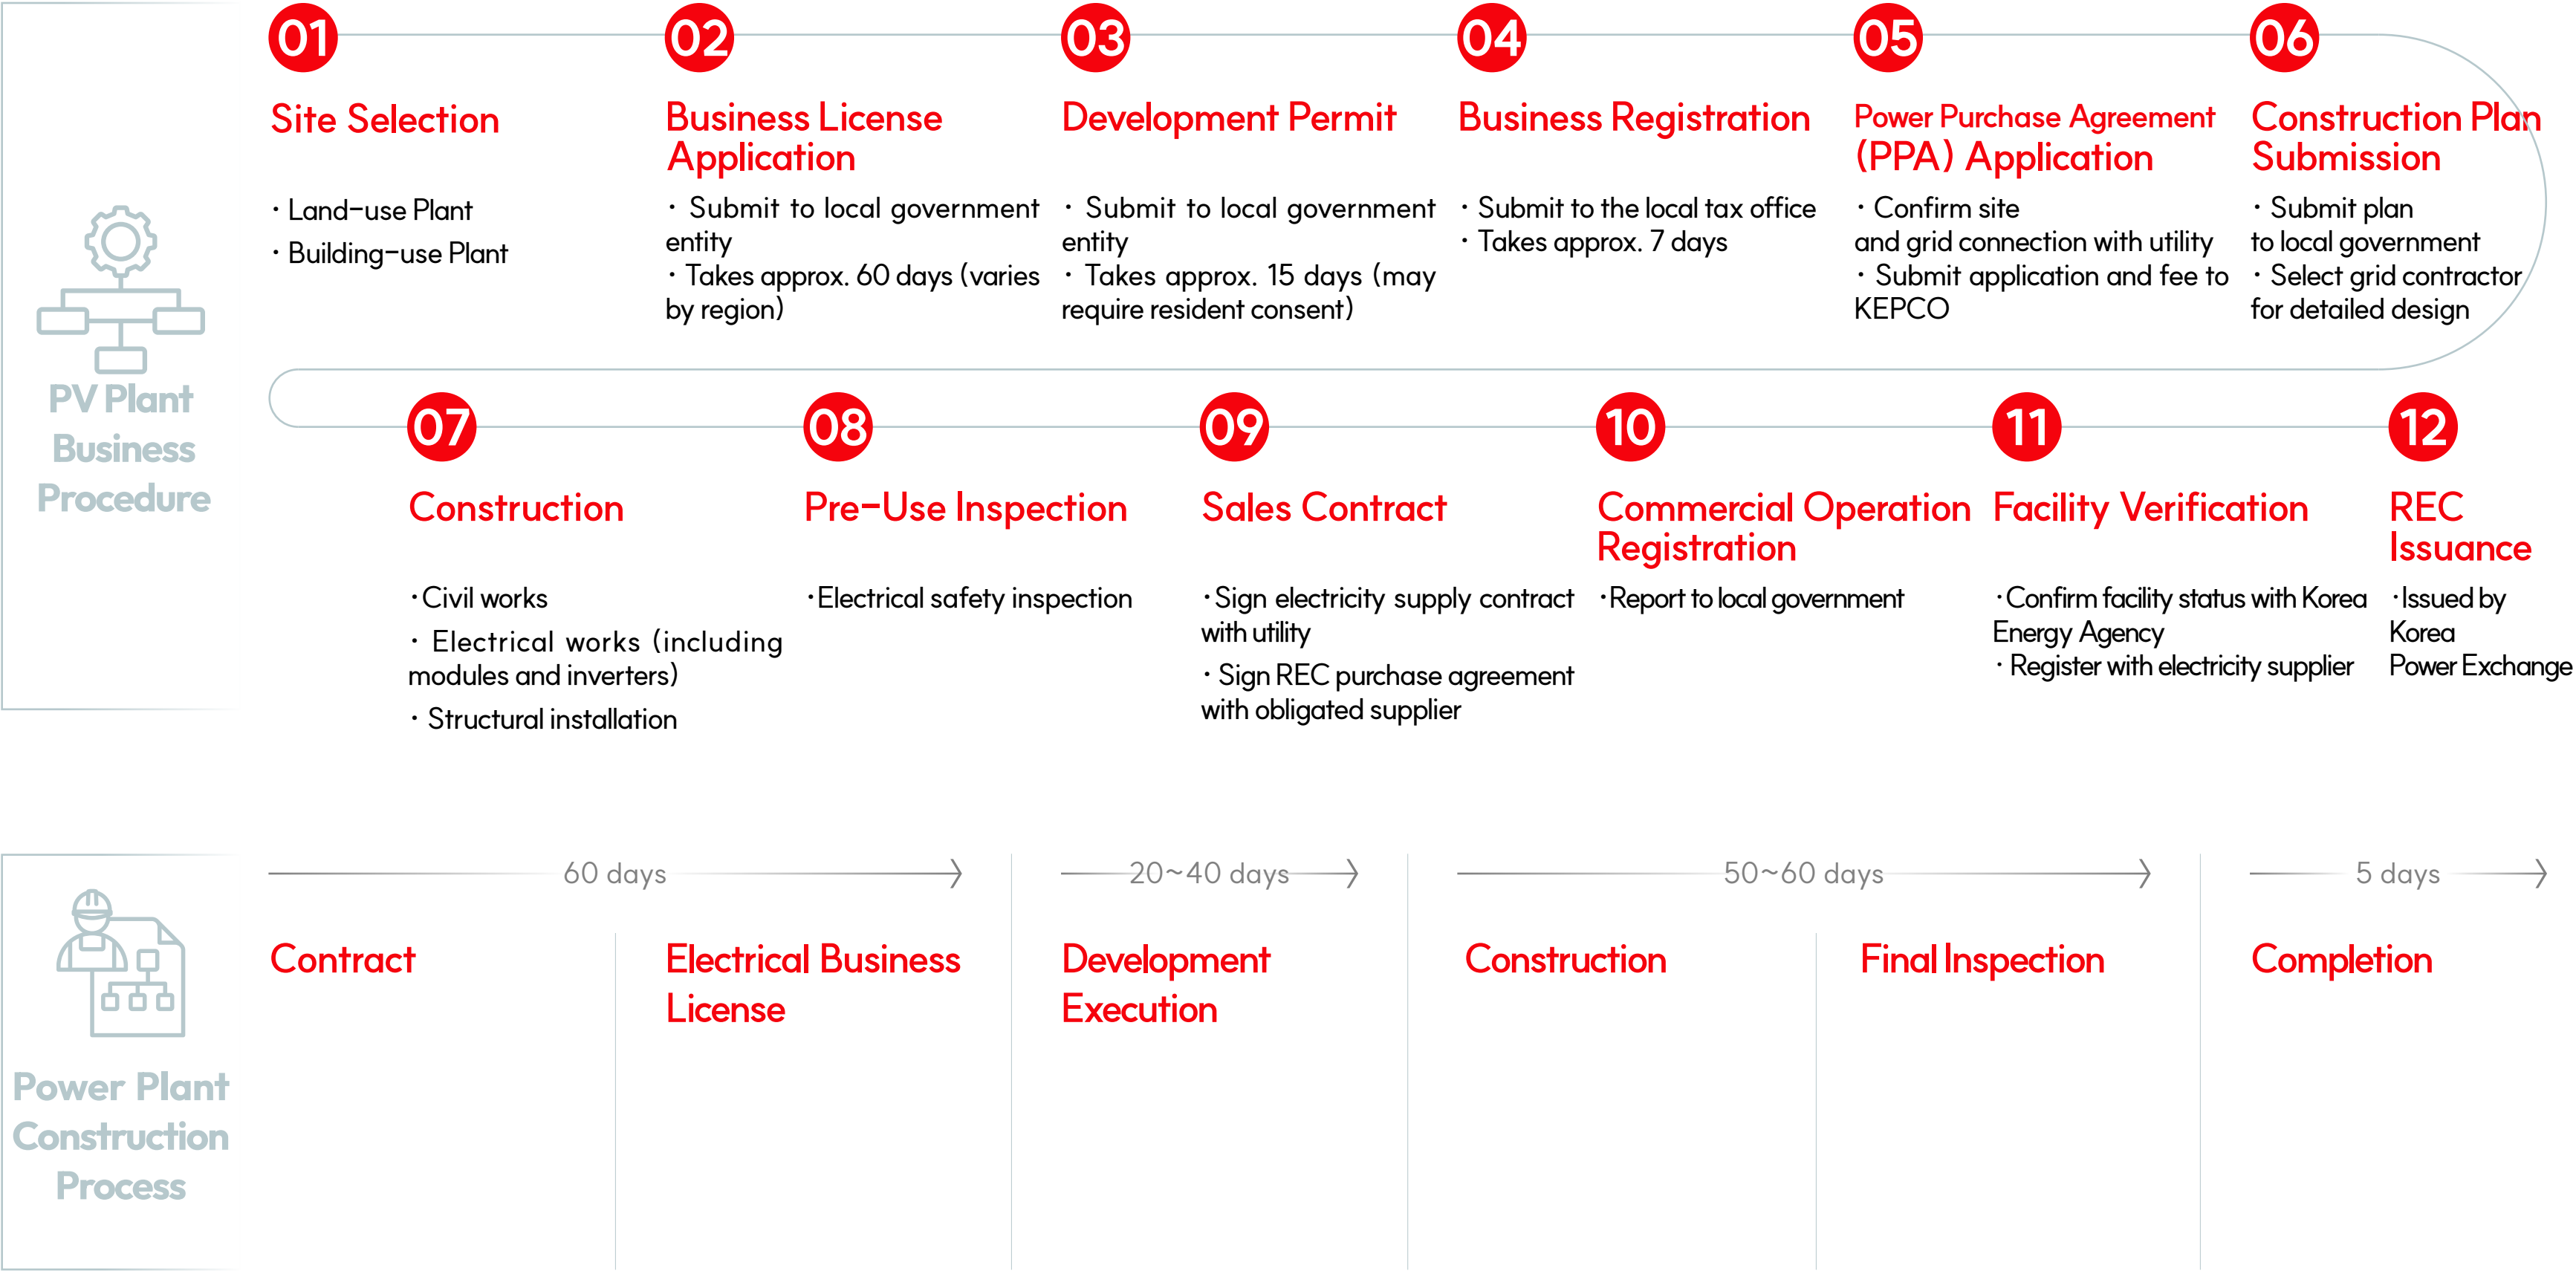 PV Plant
Business
Procedure
01
Site Selection
· Land-use Plant
· Building-use Plant
02
Business License
Application
· Submit to local government
entity
· Takes approx. 60 days (varies
by region)
03
Development Permit
· Submit to local government
entity
· Takes approx. 15 days (may
require resident consent)
04
Business Registration
· Submit to the local tax office
· Takes approx. 7 days
05
Power Purchase Agreement
(PPA) Application
· Confirm site
and grid connection with utility
· Submit application and fee to
KEPCO
06
Construction Plan
Submission
· Submit plan
to local government
· Select grid contractor
for detailed design
07
Construction
·Civil works
· Electrical works (including
modules and inverters)
· Structural installation
08
Pre-Use Inspection
·Electrical safety inspection
09
Sales Contract
·Sign electricity supply contract
with utility
· Sign REC purchase agreement
with obligated supplier
10
Commercial Operation
Registration
·Report to local government
11
Facility Verification
·Confirm facility status with Korea
Energy Agency
· Register with electricity supplier
12
REC
Issuance
·Issued by
Korea
Power Exchange
Power Plant
Construction
Process
60 days
20~40 days
50~60 days
5 days
Contract
Electrical Business
License
Development
Execution
Construction
Final Inspection
Completion